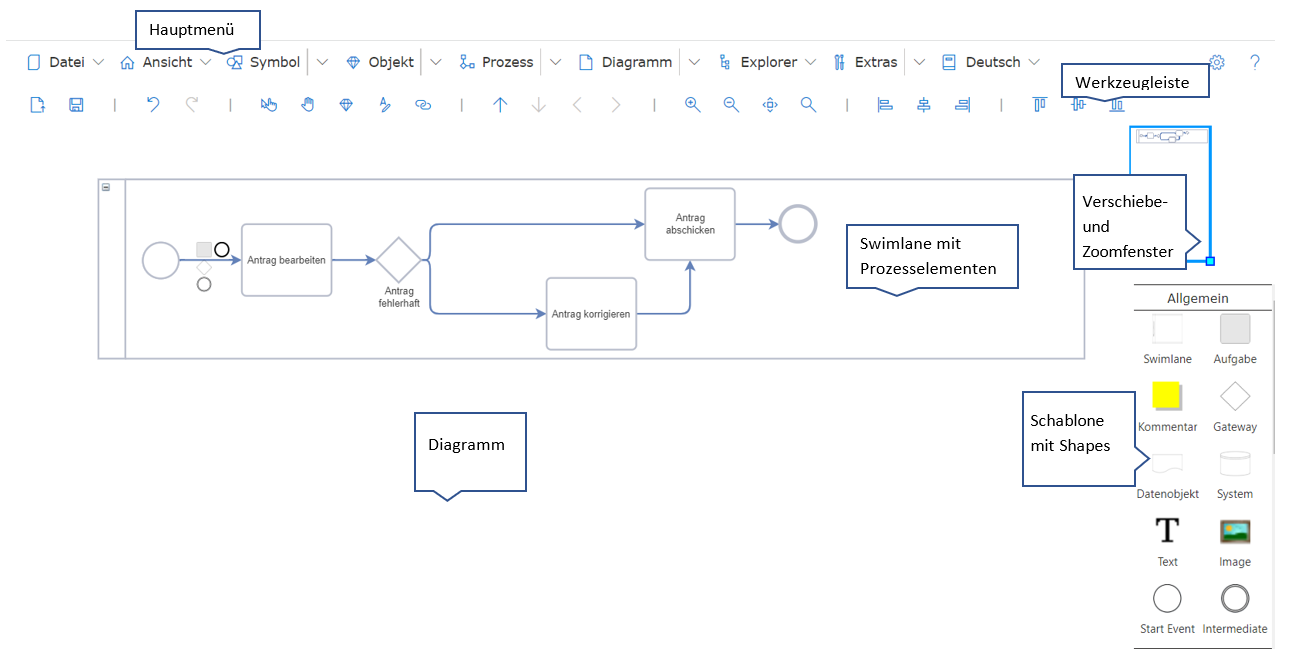 Hauptmenü
Datei Ansicht Symbol Objekt Prozess Diagramm Explorer Extras Deutsch ?
Werkzeugleiste
Verschiebe-
und
Zoomfenster
Swimlane mit
Prozesselementen
Antrag bearbeiten
Antrag
fehlerhaft
Antrag
abschicken
Antrag korrigieren
Allgemein
Swimlane Aufgabe
Kommentar Gateway
Datenobjekt System
T
Text Image
Start Event Intermediate
Schablone
mit Shapes
Diagramm